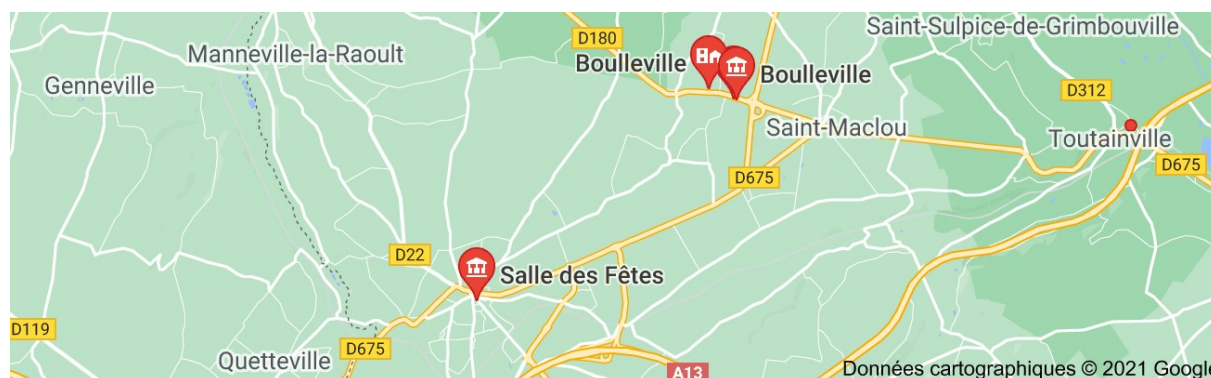 Saint-Sulpice-de-Grimbouville
D180
Manneville-la-Raoult
Boulleville
Boulleville
Genneville
D312
Saint-Maclou
Toutainville
D675
D675
D22
Salle des Fêtes
D119
D675
Quetteville
A13
Données cartographiques © 2021 Google